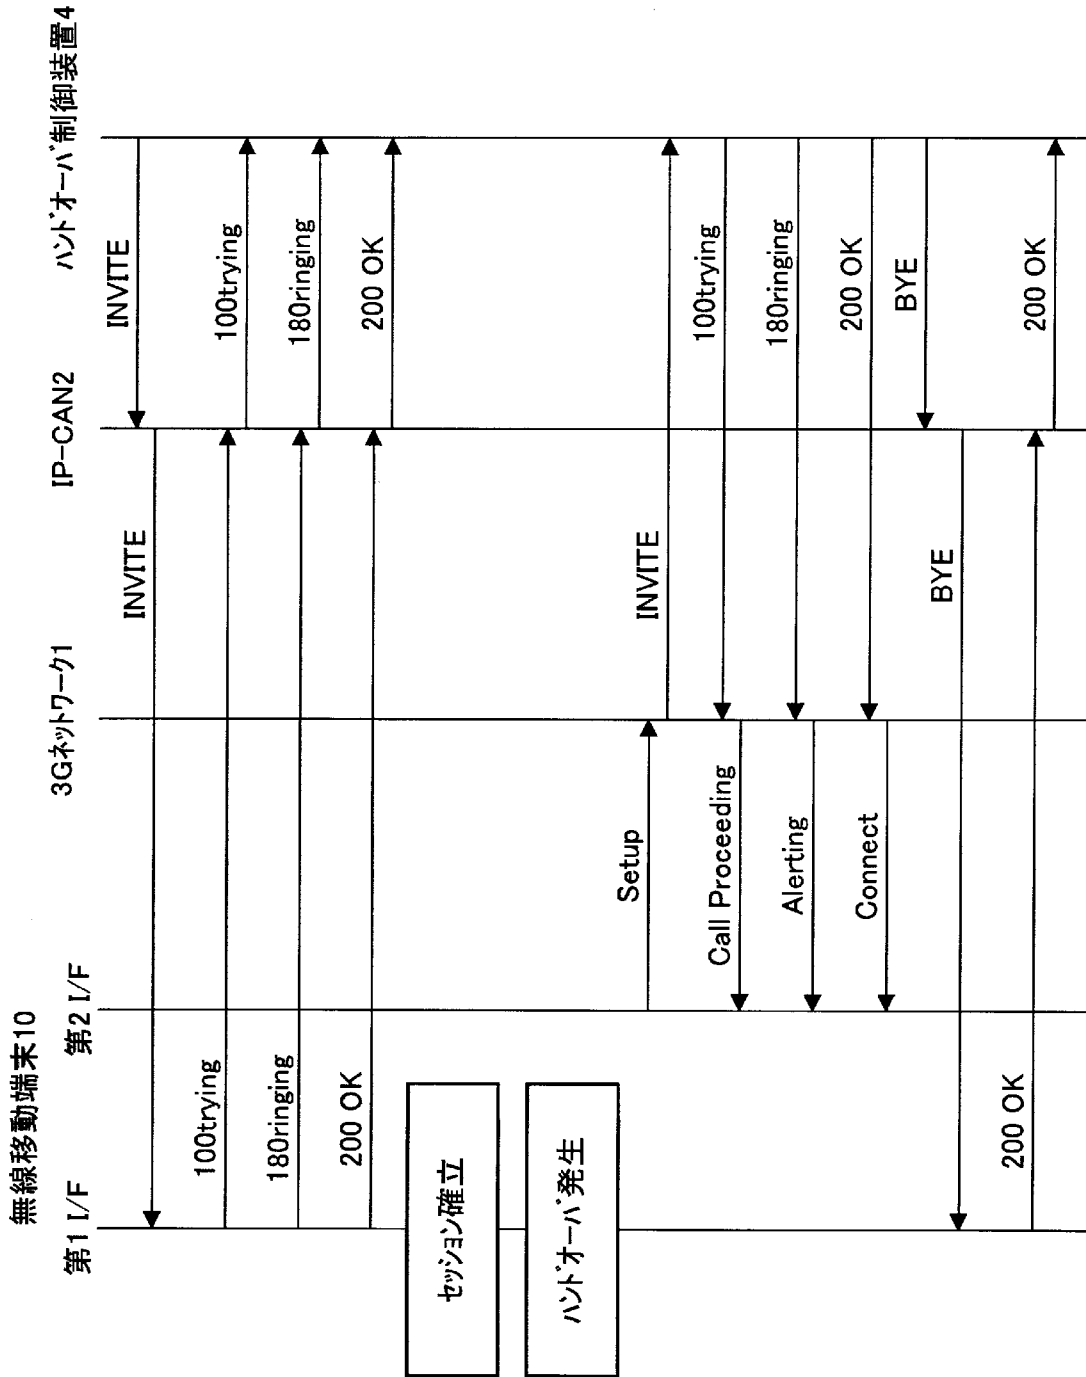 無線移動端末10
第1 I/F
第2 I/F
3Gネットワーク1
IP-CAN2
ハンドオーバ制御装置4
INVITE
INVITE
100trying
100trying
180ringing
180ringing
200 OK
200 OK
セッション確立
ハンドオーバ発生
Setup
INVITE
100trying
Call Proceeding
180ringing
Alerting
200 OK
Connect
BYE
BYE
200 OK
200 OK